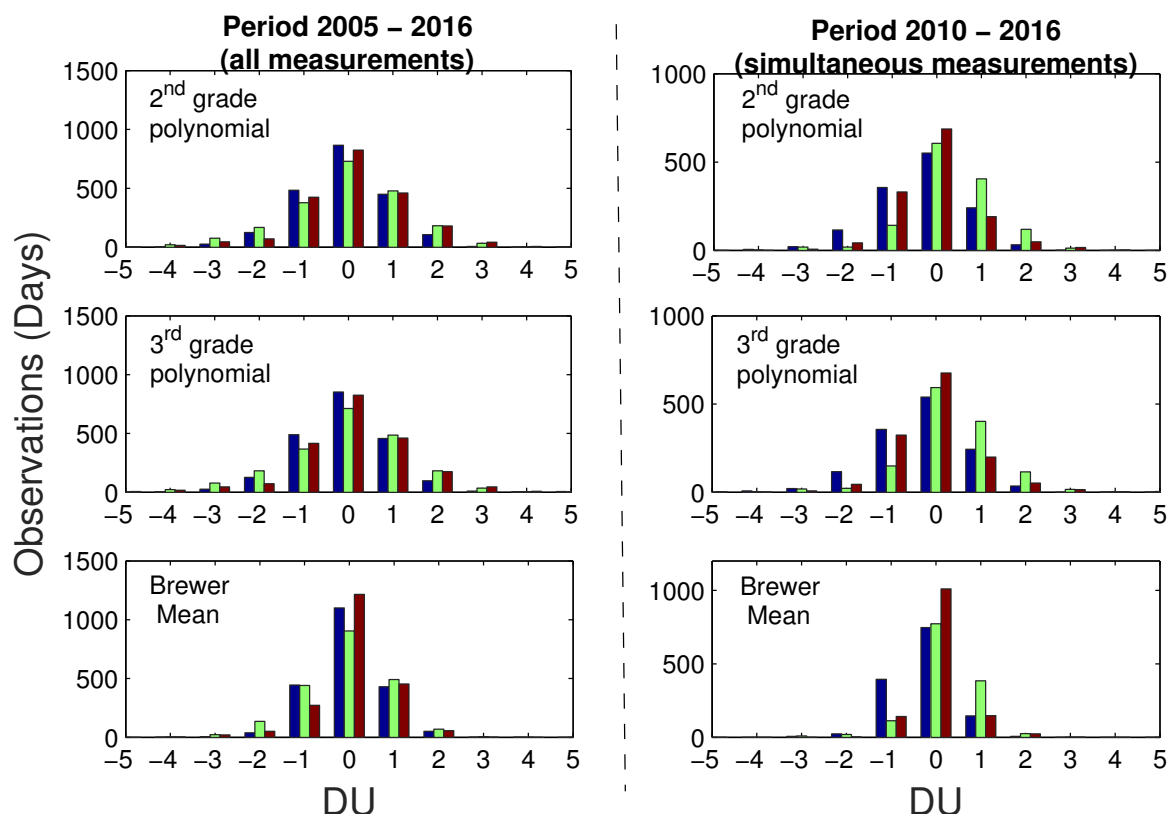 Period 2005 − 2016
(all measurements)
Period 2010 − 2016
(simultaneous measurements)
Observations (Days)
1500
1000
500
0
2nd grade
polynomial
−5 −4 −3 −2 −1 0 1 2 3 4 5
1000
500
0
2nd grade
polynomial
−5 −4 −3 −2 −1 0 1 2 3 4 5
1500
1000
500
0
3rd grade
polynomial
−5 −4 −3 −2 −1 0 1 2 3 4 5
1000
500
0
3rd grade
polynomial
−5 −4 −3 −2 −1 0 1 2 3 4 5
1500
1000
500
0
Brewer
Mean
−5 −4 −3 −2 −1 0 1 2 3 4 5
DU
1000
500
0
Brewer
Mean
−5 −4 −3 −2 −1 0 1 2 3 4 5
DU